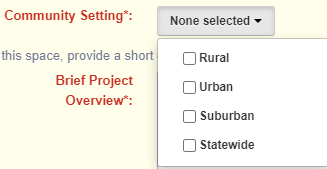 Community Setting*: None selected
this space, provide a short
Brief Project
Overview*:
Rural
Urban
Suburban
Statewide